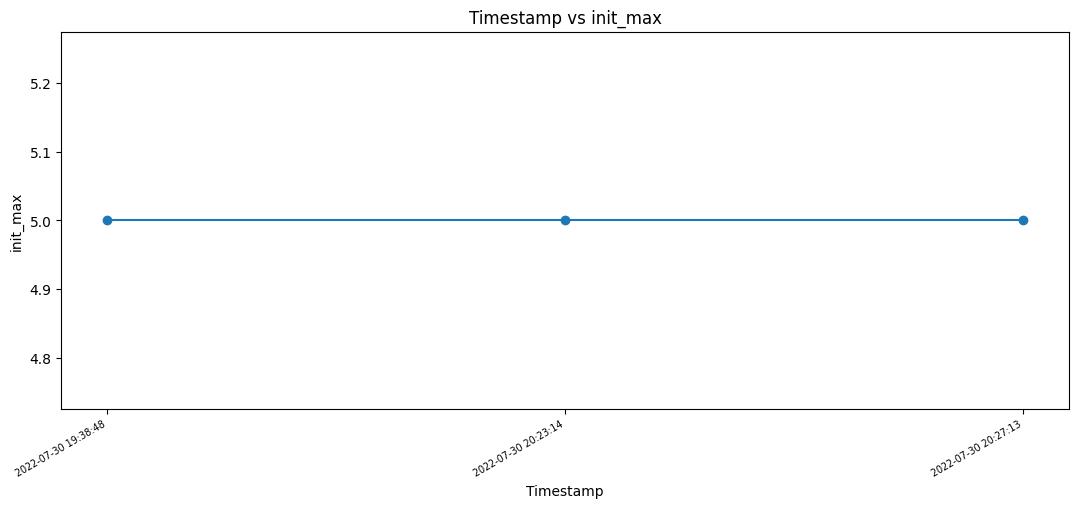 Timestamp vs init_max
5.2
5.1
5.0
4.9
4.8
init_max
2022-07-30 19:38:48
2022-07-30 20:23:14
2022-07-30 20:27:13
Timestamp